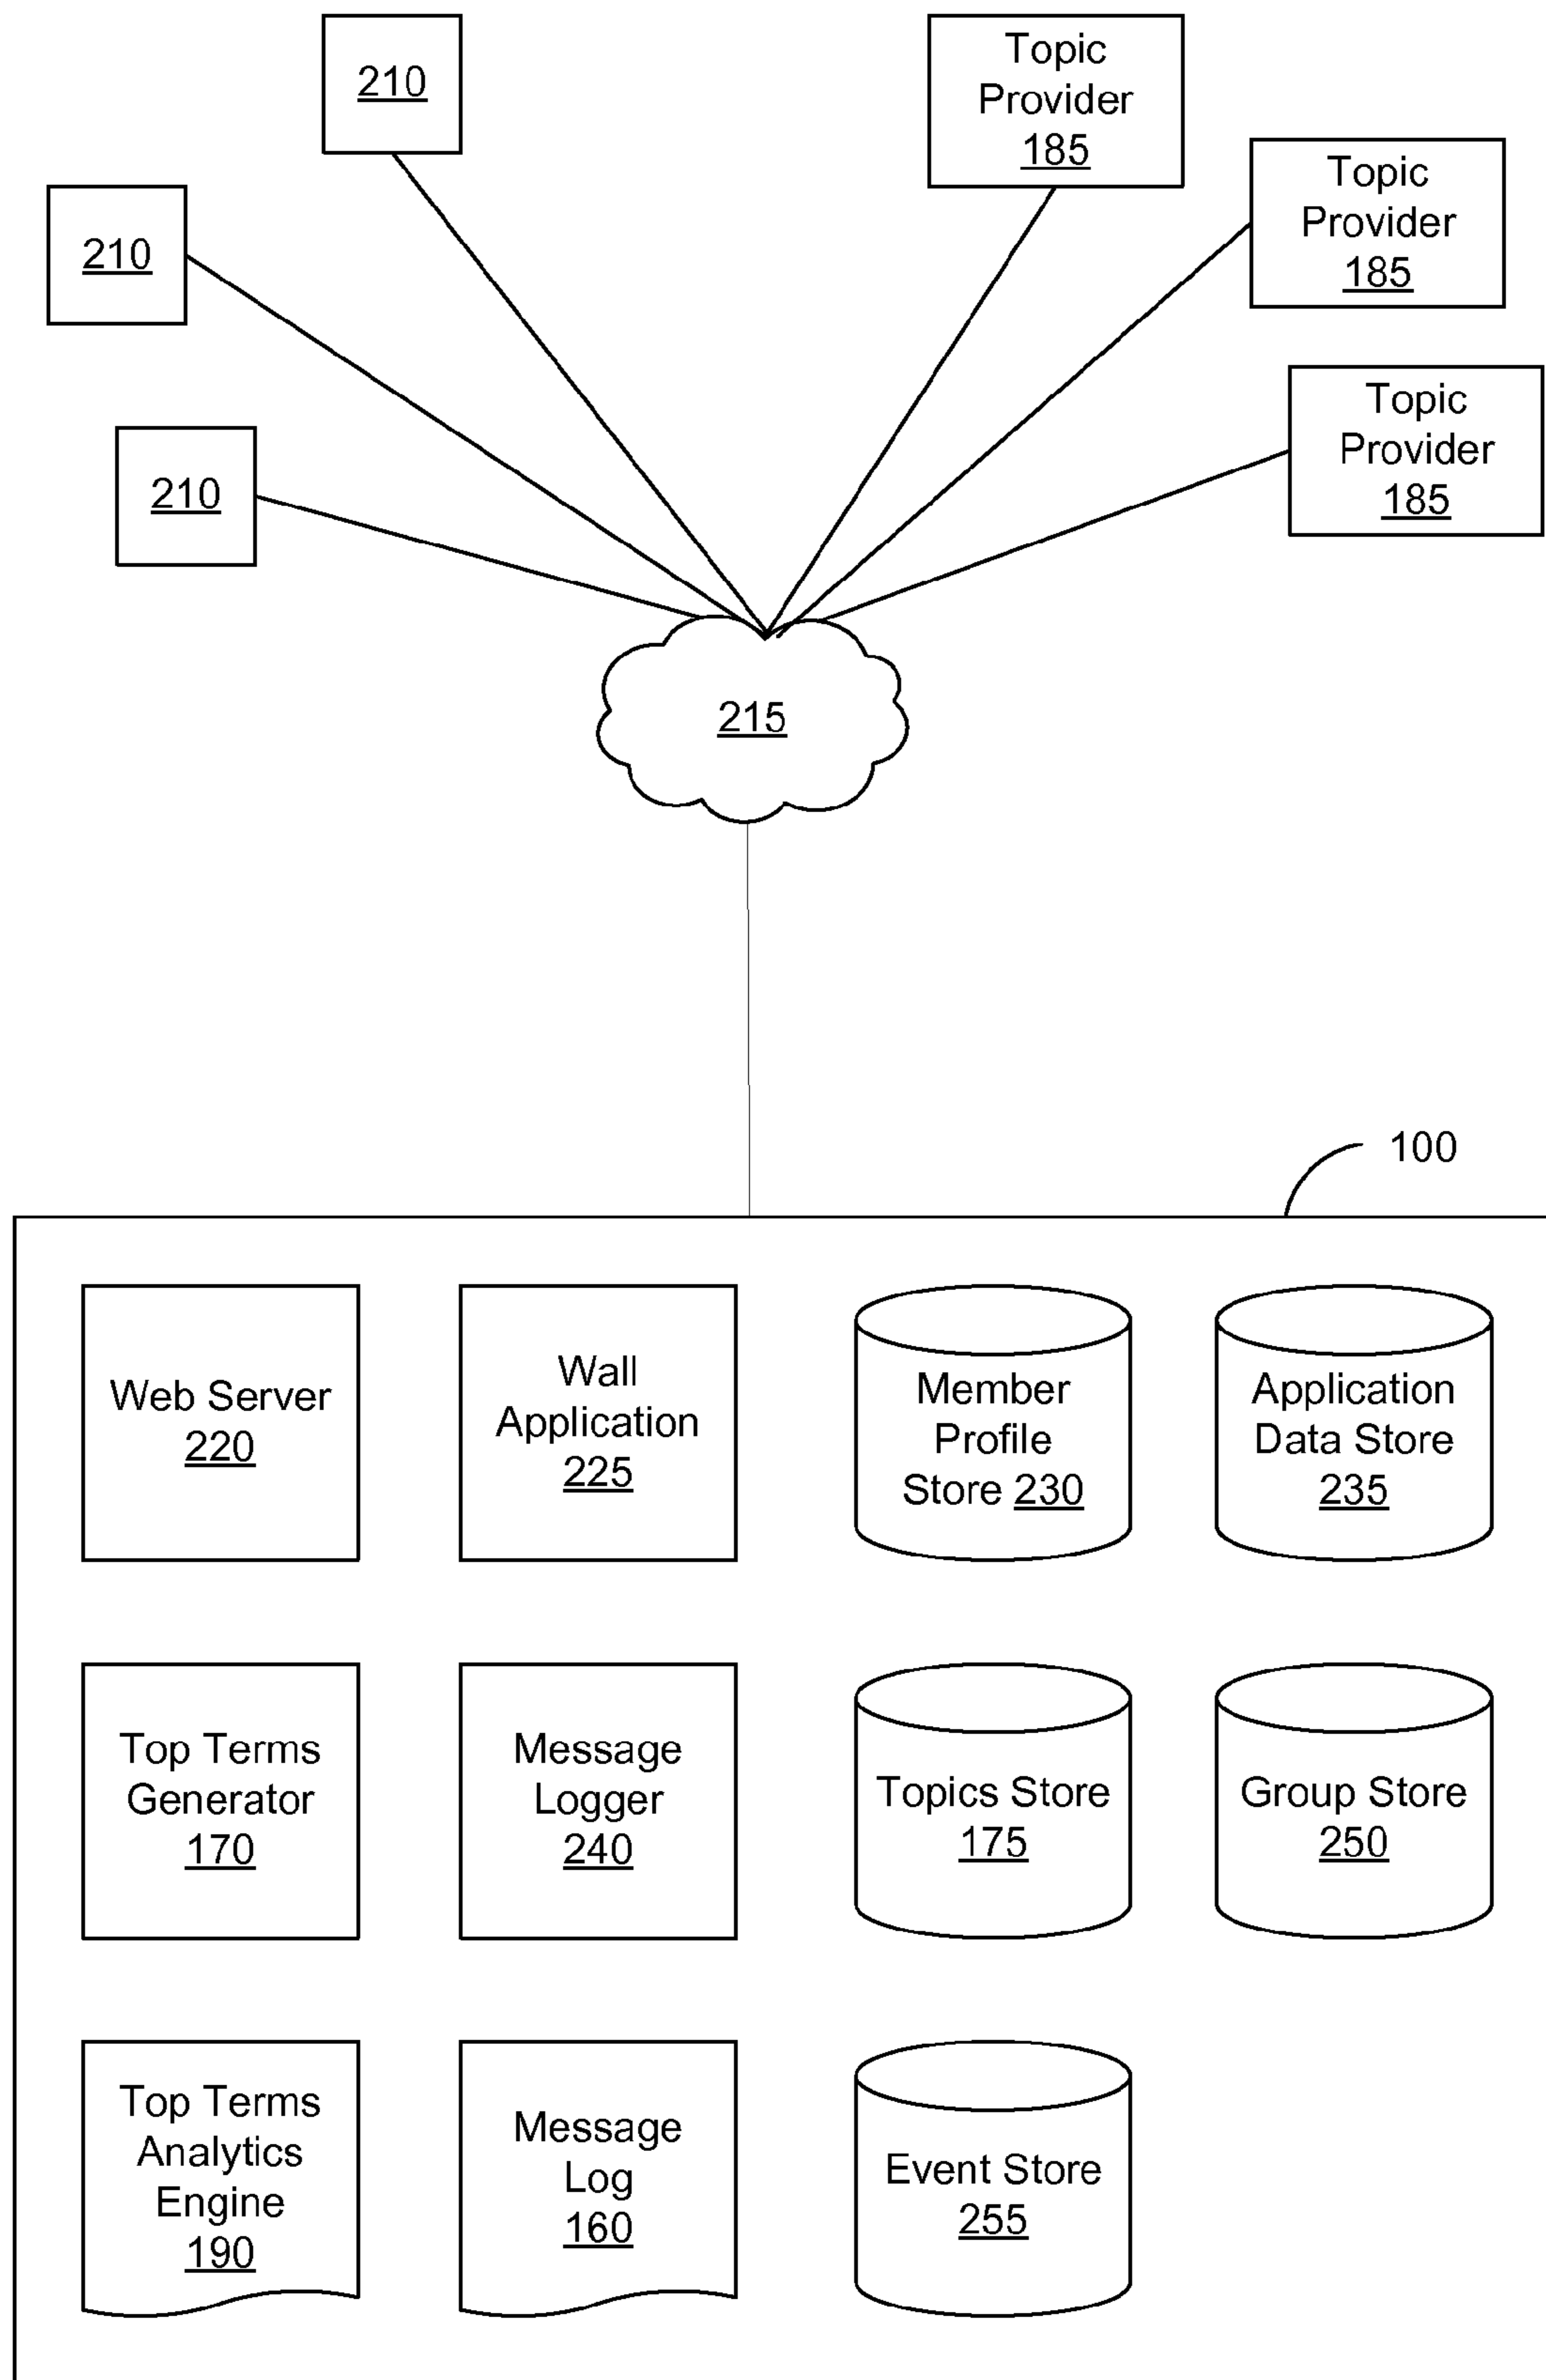 210
Topic
Provider
185
210
Topic
Provider
185
210
Topic
Provider
185
215
100
Web Server
220
Wall
Application
225
Member
Profile
Store 230
Application
Data Store
235
Top Terms
Generator
170
Message
Logger
240
Topics Store
175
Group Store
250
Top Terms
Analytics
Engine
190
Message
Log
160
Event Store
255